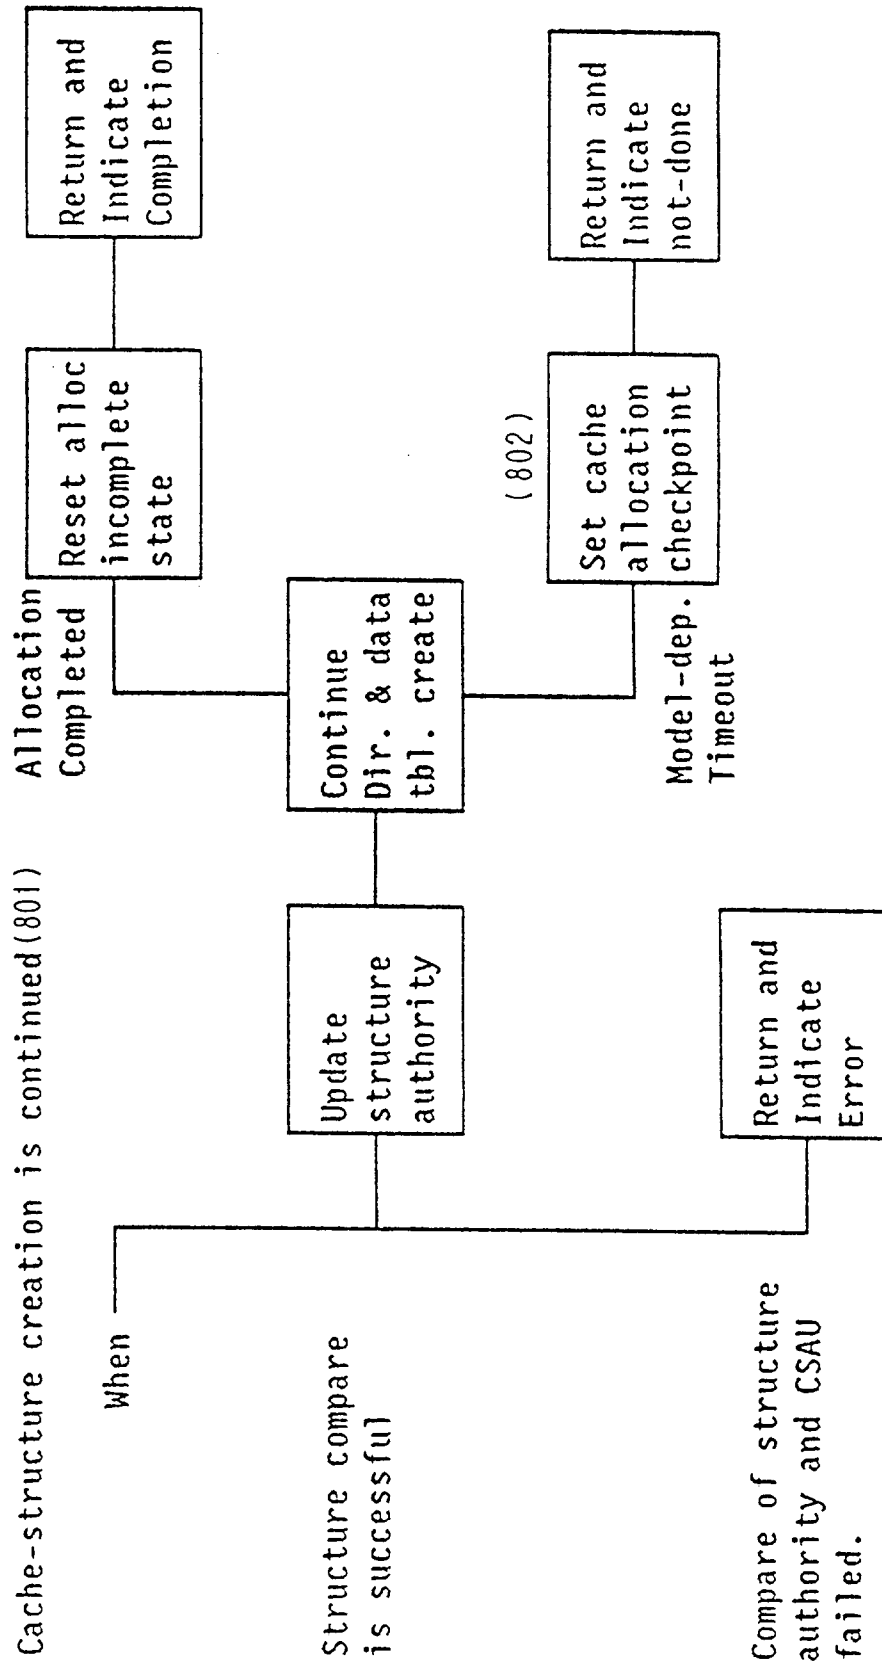 Cache-structure creation is continued(801)
When
Structure compare
is successful
Compare of structure
authority and CSAU
failed.
Update
structure
authority
Return and
Indicate
Error
Continue
Dir. & data
tbl. create
Allocation
Completed
Reset alloc
incomplete
state
Return and
Indicate
Completion
Model-dep.
Timeout
(802)
Set cache
allocation
checkpoint
Return and
Indicate
not-done